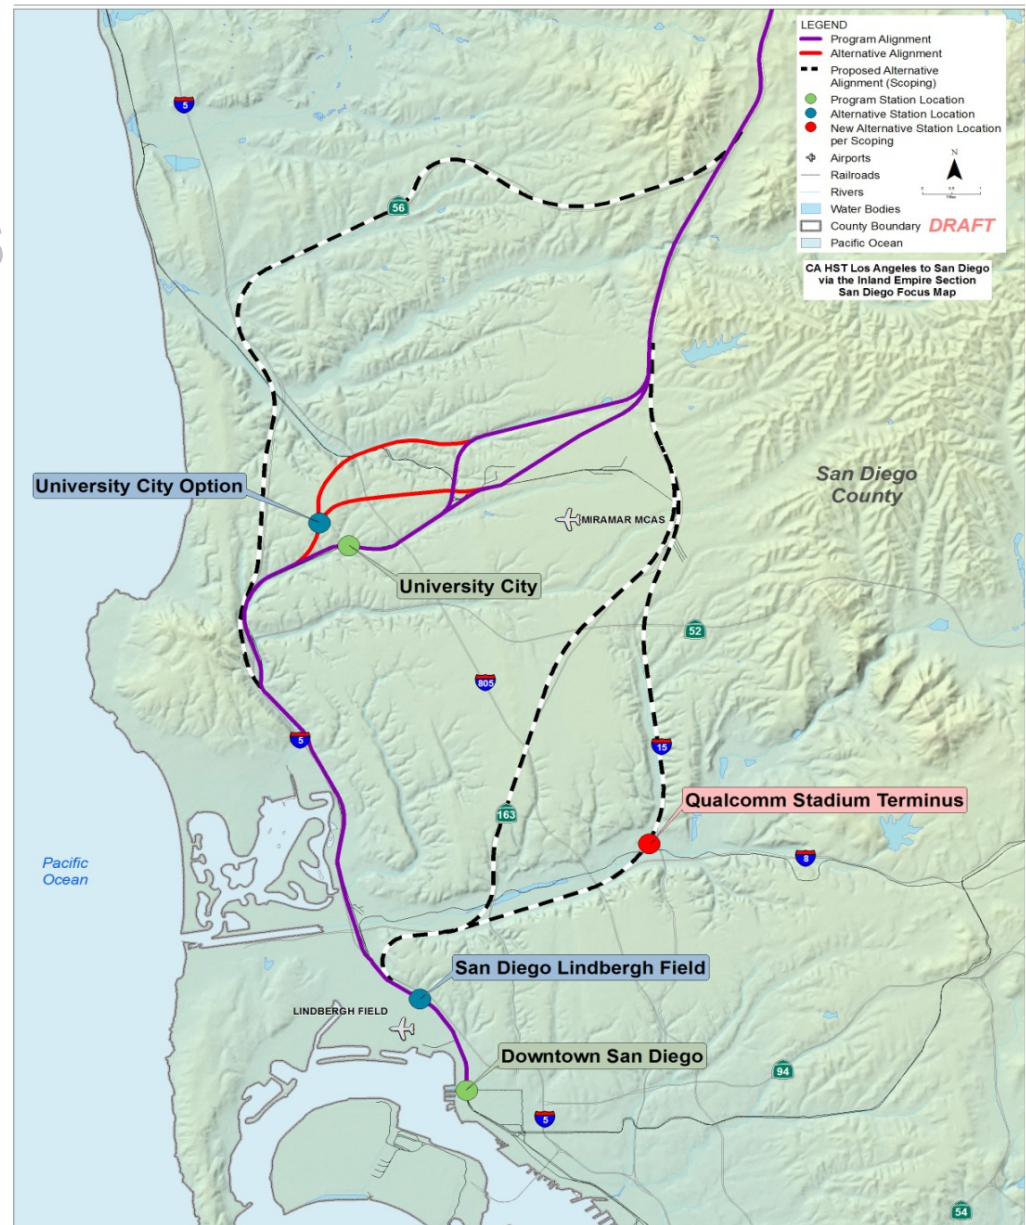 LEGEND
Program Alignment
Alternative Alignment
Proposed Alternative
Alignment (Scoping)
Program Station Location
Alternative Station Location
New Alternative Station Location
per Scoping
Airports
Railroads
Rivers
Water Bodies
County Boundary
Pacific Ocean
N
DRAFT
CA HST Los Angeles to San Diego
via the Inland Empire Section
San Diego Focus Map
5
56
University City Option
San Diego
County
MIRAMAR MCAS
University City
52
805
5
15
163
Qualcomm Stadium Terminus
8
Pacific
Ocean
San Diego Lindbergh Field
LINDBERGH FIELD
Downtown San Diego
94
5
54